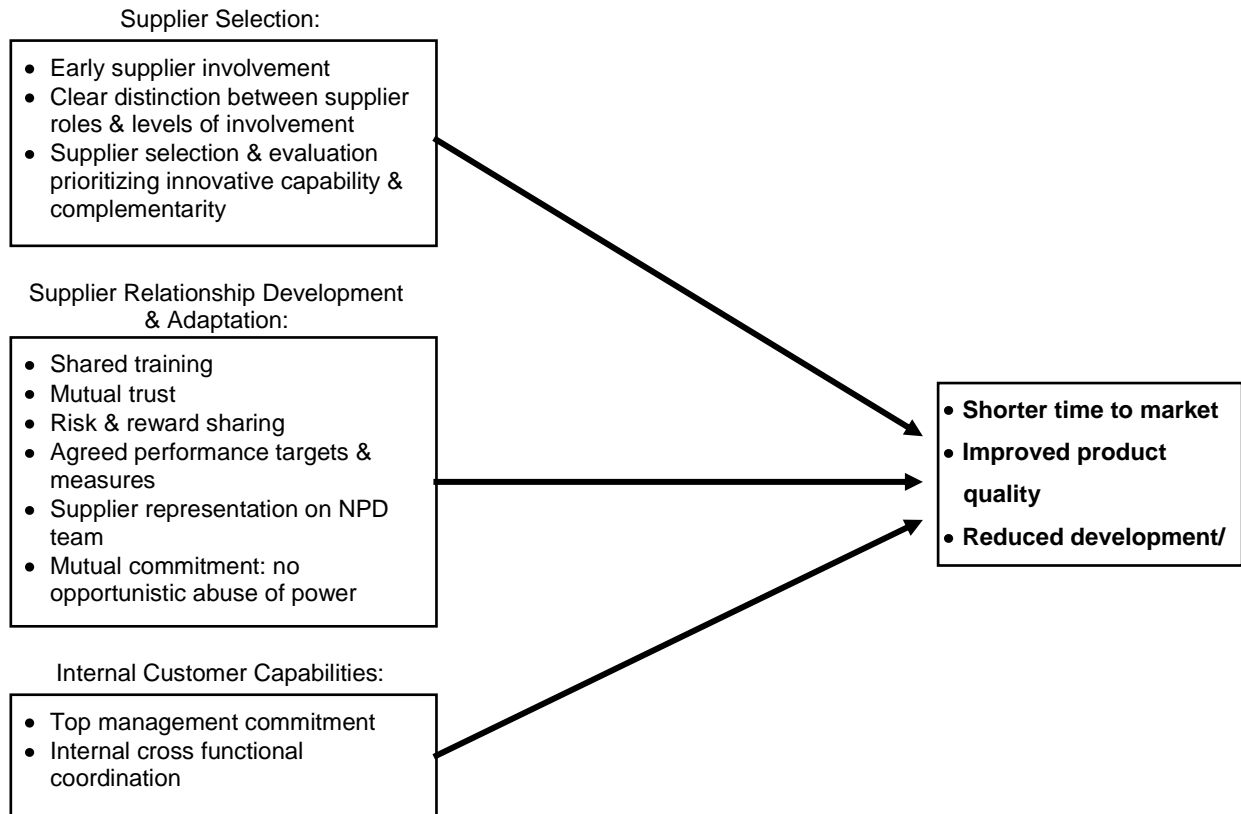 Supplier Selection:
• Early supplier involvement
• Clear distinction between supplier
roles & levels of involvement
• Supplier selection & evaluation
prioritizing innovative capability &
complementarity
Supplier Relationship Development
& Adaptation:
• Shared training
• Mutual trust
• Risk & reward sharing
• Agreed performance targets &
measures
• Supplier representation on NPD
team
• Mutual commitment: no
opportunistic abuse of power
Internal Customer Capabilities:
• Top management commitment
• Internal cross functional
coordination
• Shorter time to market
• Improved product
quality
• Reduced development/